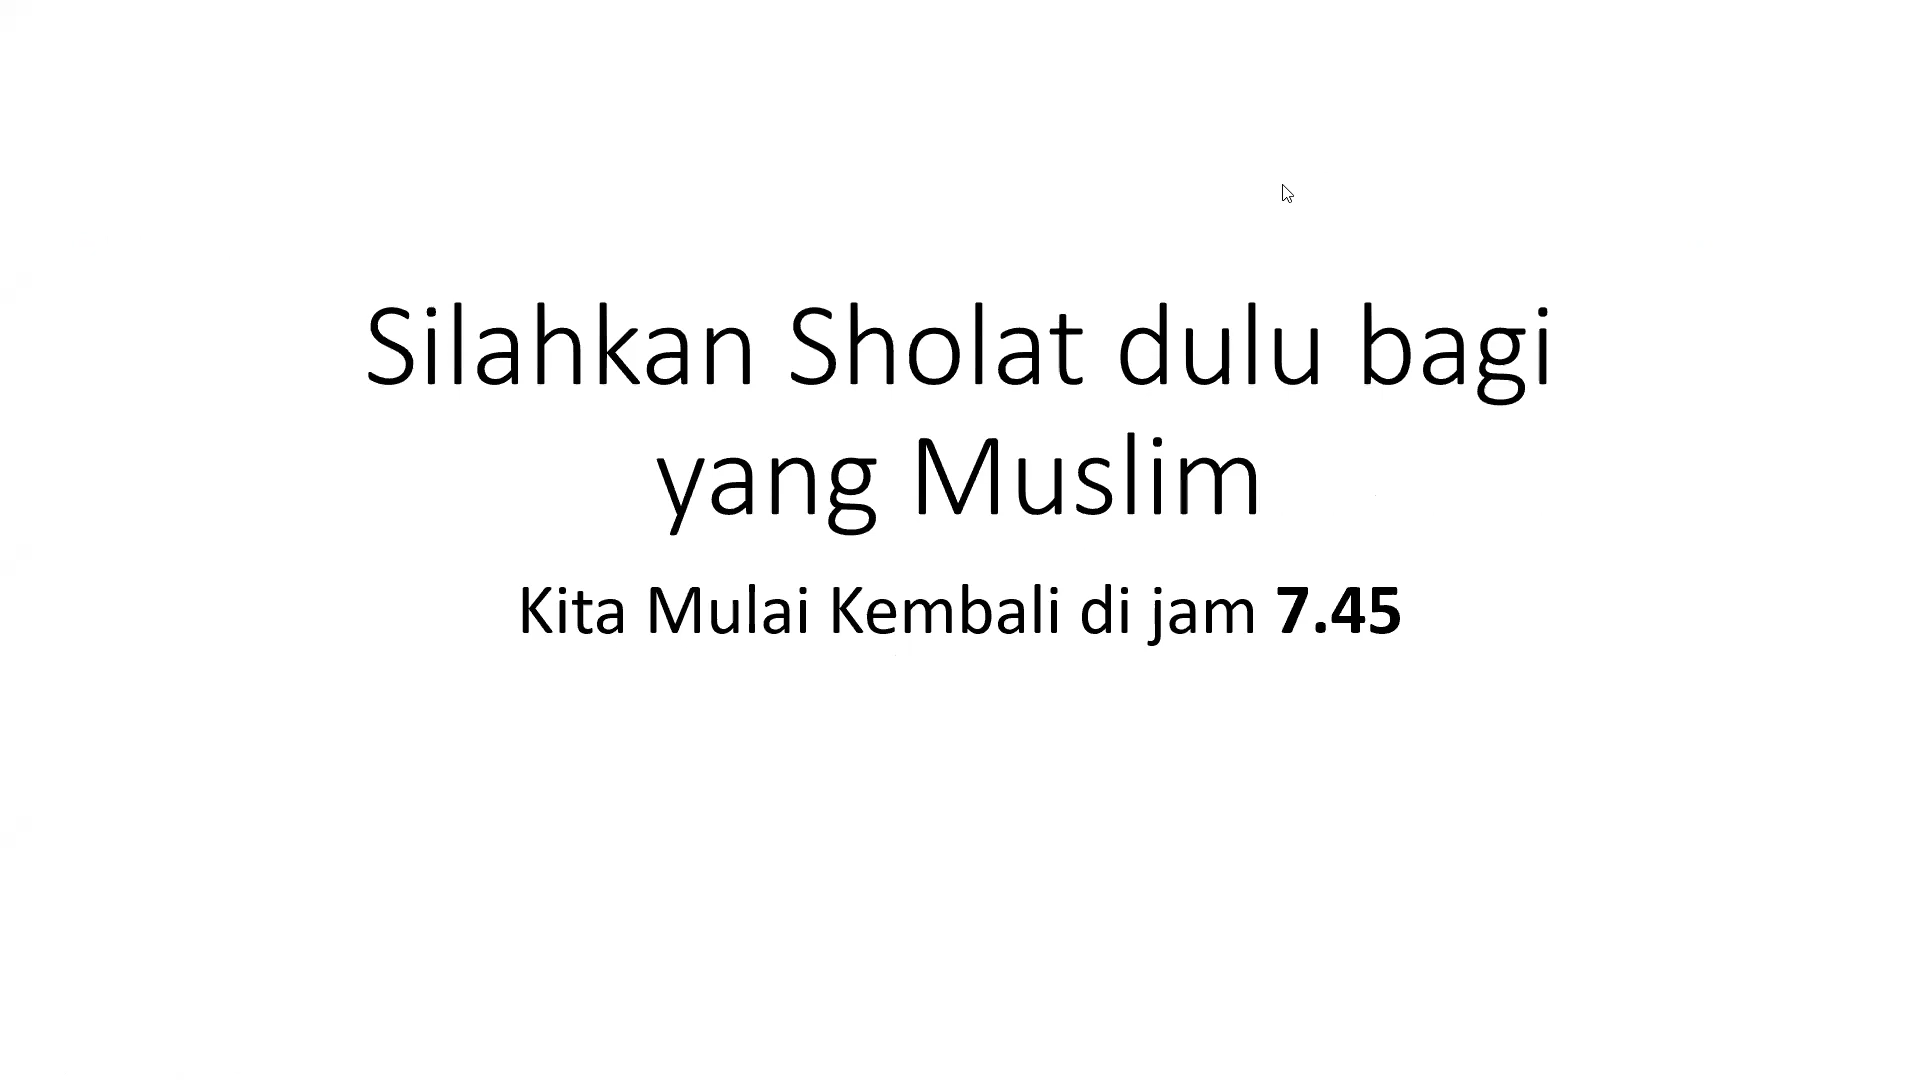 Silahkan Sholat dulu bagi
yang Muslim
Kita Mulai Kembali di jam 7.45